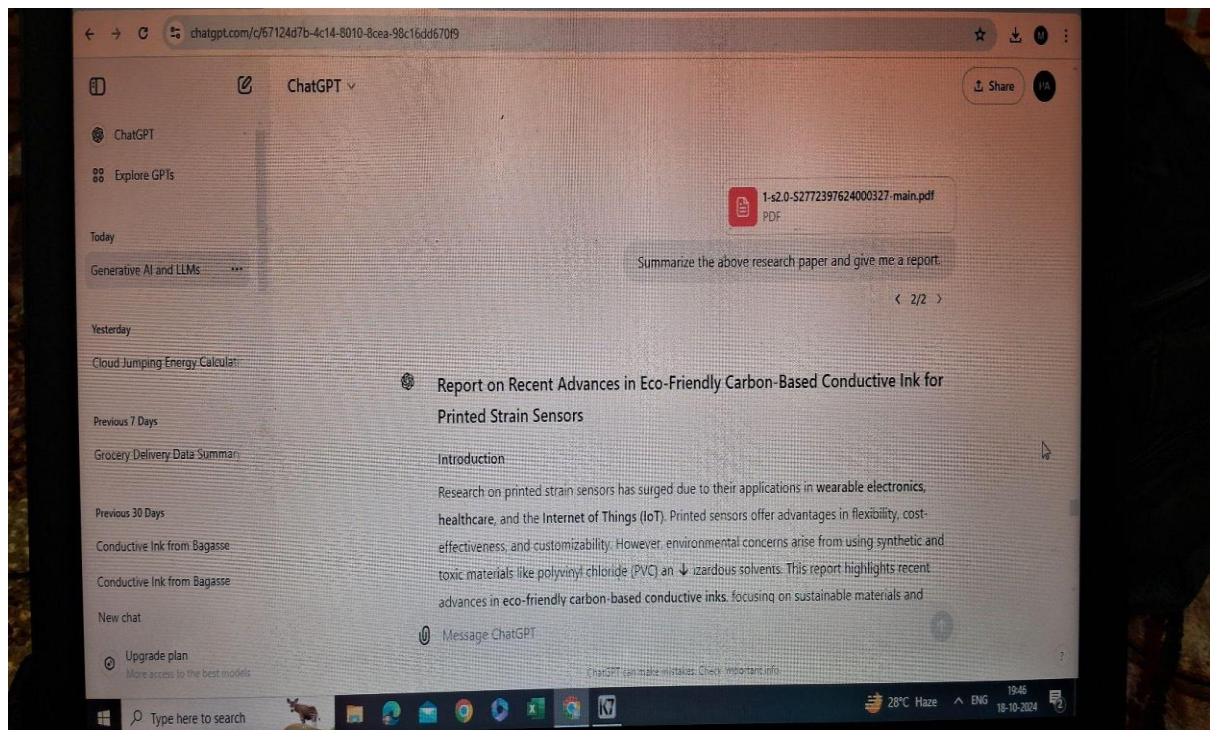 chatgpt.com/c/67124d7b-4c14-8010-8cea-98c16dd670f9
M
ChatGPT
Share
ChatGPT
Explore GPTs
1-s2.0-S2772397624000327-main.pdf
PDF
Today
Generative AI and LLMs ...
Summarize the above research paper and give me a report.
< 2/2 >
Yesterday
Cloud Jumping Energy Calculat
Previous 7 Days
Grocery Delivery Data Summar
Previous 30 Days
Conductive Ink from Bagasse
Conductive Ink from Bagasse
New chat
Upgrade plan
More access to the best models
Report on Recent Advances in Eco-Friendly Carbon-Based Conductive Ink for
Printed Strain Sensors
Introduction
Research on printed strain sensors has surged due to their applications in wearable electronics,
healthcare, and the Internet of Things (IoT). Printed sensors offer advantages in flexibility, cost-
effectiveness, and customizability. However, environmental concerns arise from using synthetic and
toxic materials like polyvinyl chloride (PVC) an izardous solvents. This report highlights recent
advances in eco-friendly carbon-based conductive inks, focusing on sustainable materials and
Message ChatGPT
ChatGPT can make mistakes. Check important info.
?
Type here to search
K7
28°C Haze
ENG
19:46
18-10-2024
2